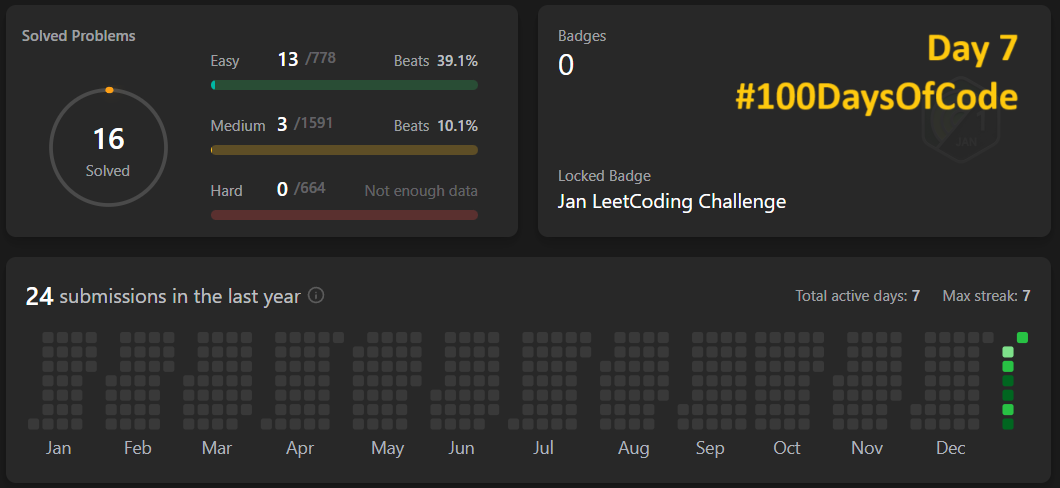 Solved Problems
16
Solved
Easy 13 /778 Beats 39.1%
Medium 3 /1591 Beats 10.1%
Hard 0 /664 Not enough data
Badges
0
Day 7
#100DaysOfCode
JAN
Locked Badge
Jan LeetCoding Challenge
24 submissions in the last year
Total active days: 7 Max streak: 7
Jan Feb Mar Apr May Jun Jul Aug Sep Oct Nov Dec